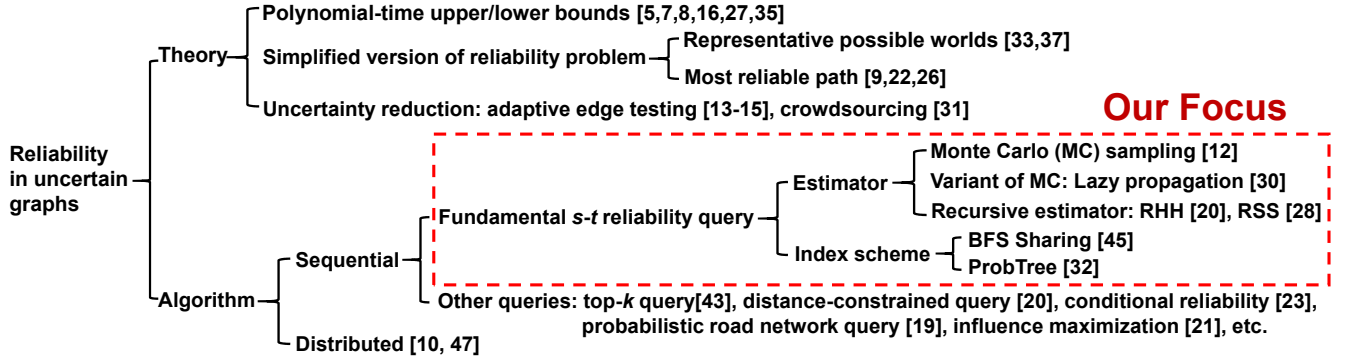 Polynomial-time upper/lower bounds [5,7,8,16,27,35]
Theory
Simplified version of reliability problem
Representative possible worlds [33,37]
Most reliable path [9,22,26]
Uncertainty reduction: adaptive edge testing [13-15], crowdsourcing [31]
Our Focus
Reliability
in uncertain
graphs
Monte Carlo (MC) sampling [12]
Estimator
Variant of MC: Lazy propagation [30]
Recursive estimator: RHH [20], RSS [28]
Fundamental s-t reliability query
Index scheme
BFS Sharing [45]
ProbTree [32]
Sequential
Algorithm
Other queries: top-k query[43], distance-constrained query [20], conditional reliability [23],
probabilistic road network query [19], influence maximization [21], etc.
Distributed [10, 47]